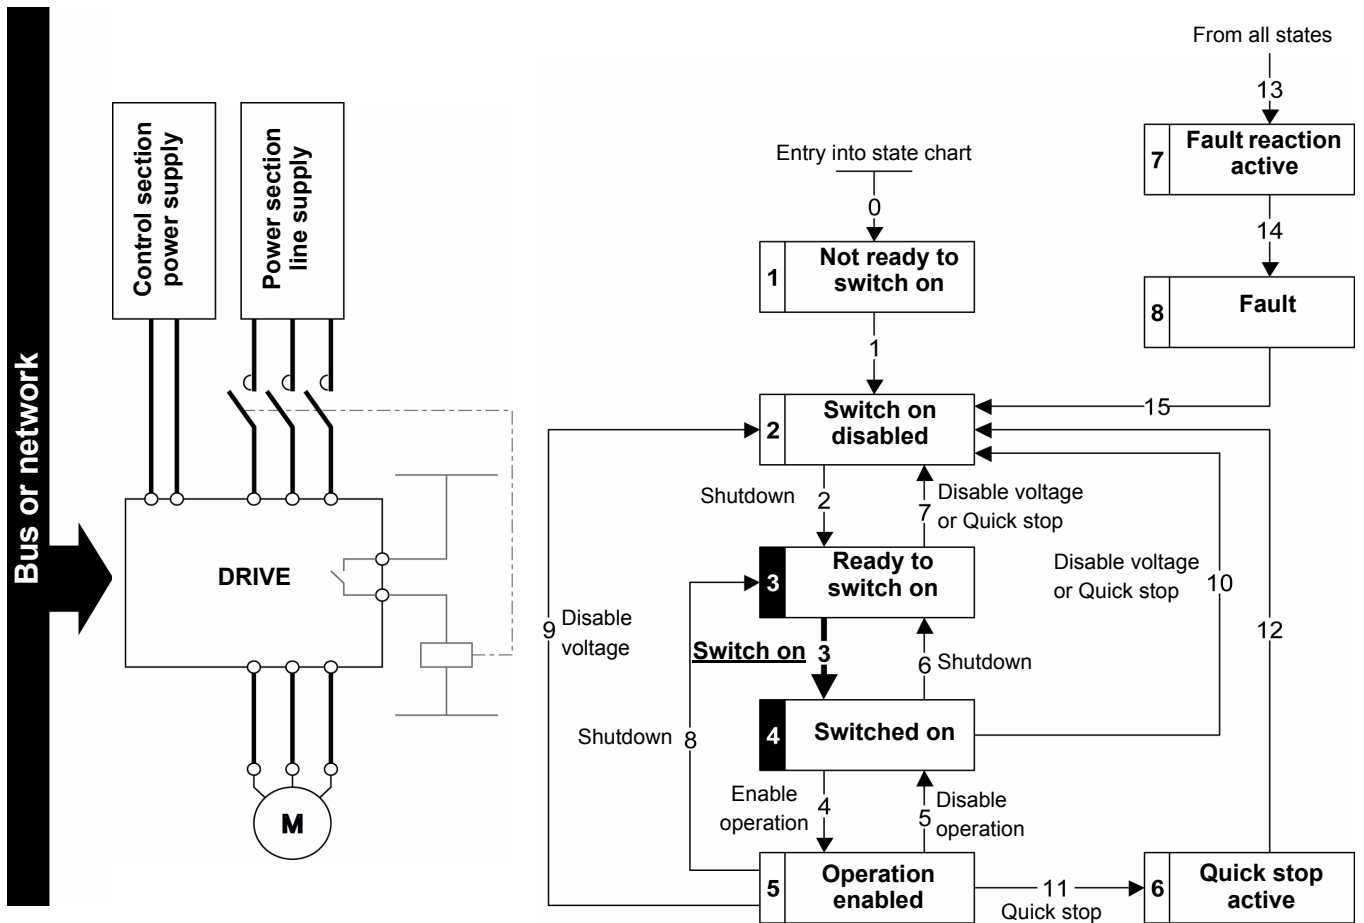 Bus or network
Control section
power supply
Power section
line supply
DRIVE
M
From all states
13
7
Fault reaction
active
14
8
Fault
15
Entry into state chart
0
1
Not ready to
switch on
1
2
Switch on
disabled
Shutdown
2
7
Disable voltage
or Quick stop
3
Ready to
switch on
Disable voltage
or Quick stop
10
12
9
Disable
voltage
Switch on
3
6
Shutdown
4
Switched on
Shutdown
8
Enable
operation
4
5
Disable
operation
5
Operation
enabled
11
Quick stop
6
Quick stop
active